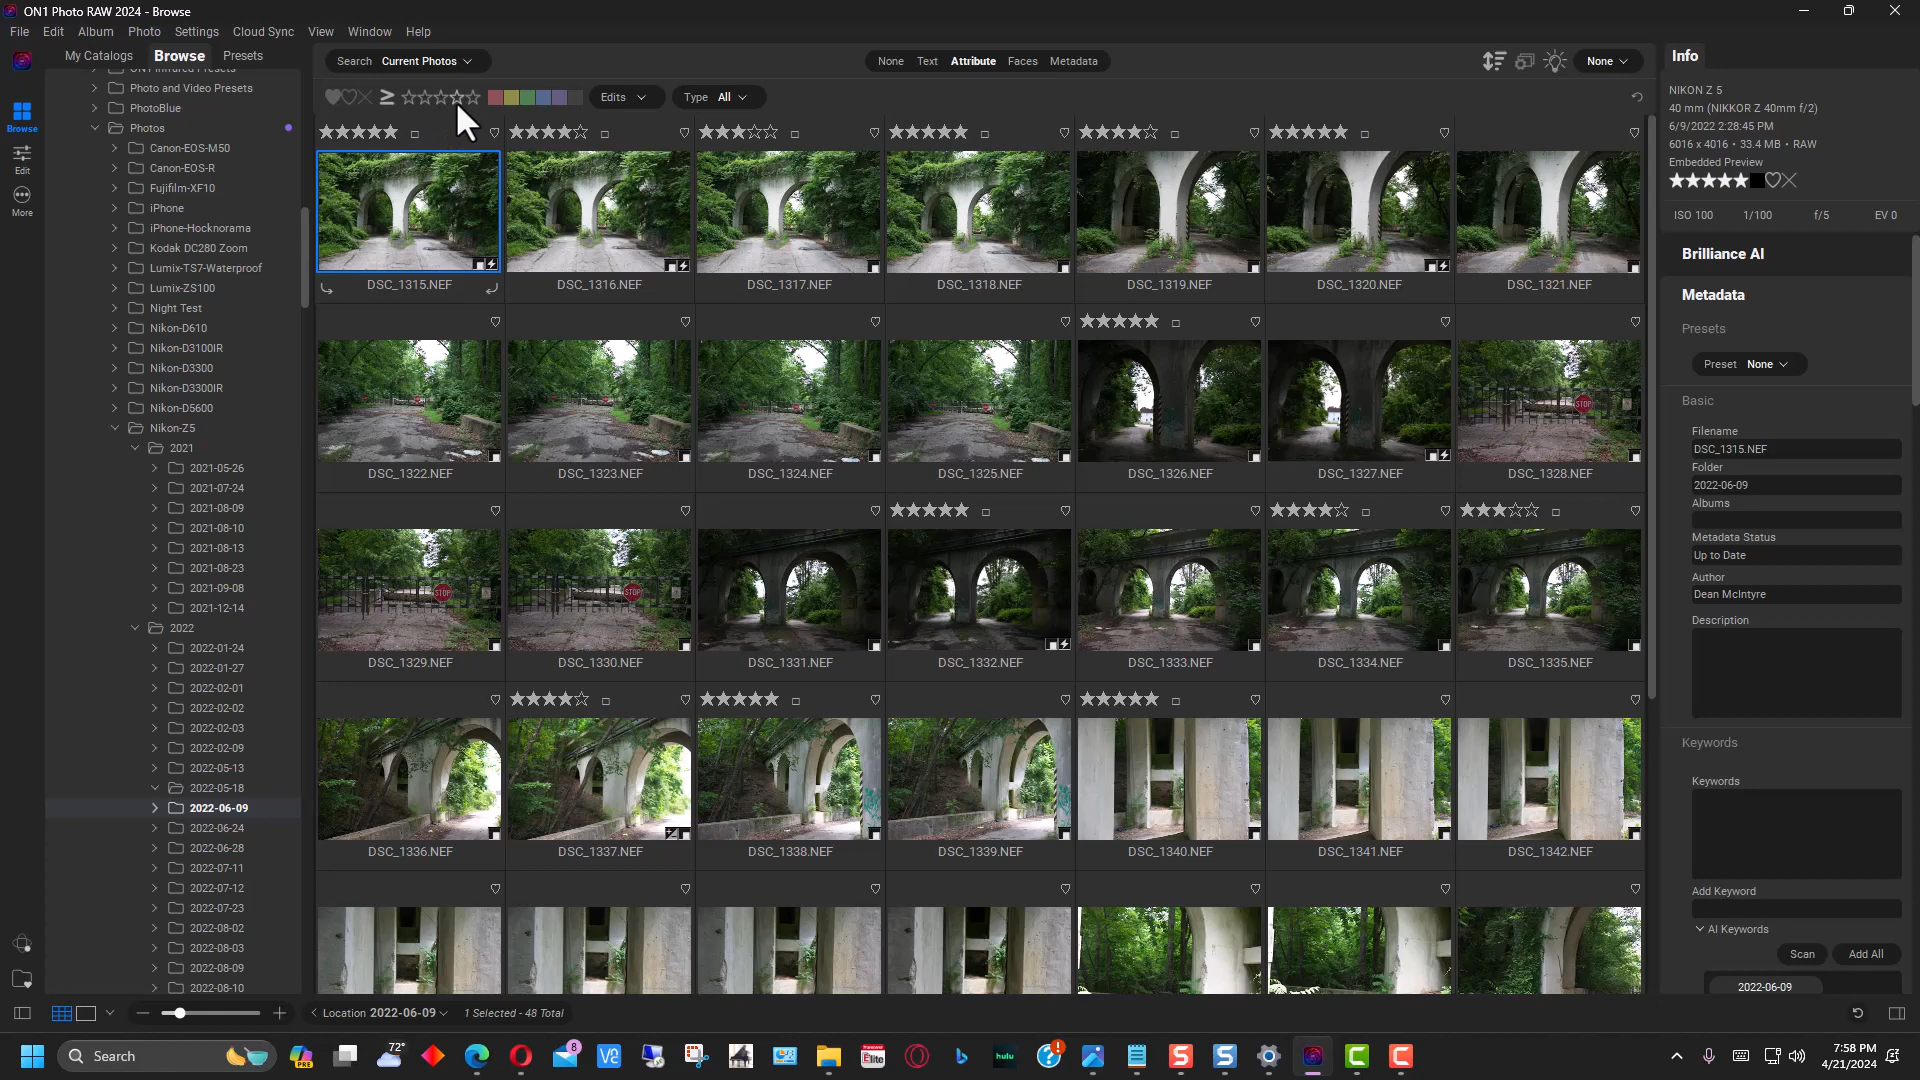 ON1 Photo RAW 2024 - Browse
File Edit Album Photo Settings Cloud Sync View Window Help
My Catalogs Browse Presets
Search Current Photos
None Text Attribute Faces Metadata
None
Edits
Type All
Browse
Edit
More
ON1 Infrared Presets
Photo and Video Presets
PhotoBlue
Photos
Canon-EOS-M50
Canon-EOS-R
Fujifilm-XF10
iPhone
iPhone-Hocknorama
Kodak DC280 Zoom
Lumix-TS7-Waterproof
Lumix-ZS100
Night Test
Nikon-D610
Nikon-D3100IR
Nikon-D3300
Nikon-D3300IR
Nikon-D5600
Nikon-Z5
2021
2021-05-26
2021-07-24
2021-08-09
2021-08-10
2021-08-13
2021-08-23
2021-09-08
2021-12-14
2022
2022-01-24
2022-01-27
2022-02-01
2022-02-02
2022-02-03
2022-02-09
2022-05-13
2022-05-18
2022-06-09
2022-06-24
2022-06-28
2022-07-11
2022-07-12
2022-07-23
2022-08-02
2022-08-03
2022-08-09
2022-08-10
DSC_1315.NEF DSC_1316.NEF DSC_1317.NEF DSC_1318.NEF DSC_1319.NEF DSC_1320.NEF DSC_1321.NEF
STOP
DSC_1322.NEF DSC_1323.NEF DSC_1324.NEF DSC_1325.NEF DSC_1326.NEF DSC_1327.NEF DSC_1328.NEF
STOP STOP
DSC_1329.NEF DSC_1330.NEF DSC_1331.NEF DSC_1332.NEF DSC_1333.NEF DSC_1334.NEF DSC_1335.NEF
DSC_1336.NEF DSC_1337.NEF DSC_1338.NEF DSC_1339.NEF DSC_1340.NEF DSC_1341.NEF DSC_1342.NEF
Info
NIKON Z 5
40 mm (NIKKOR Z 40mm f/2)
6/9/2022 2:28:45 PM
6016 x 4016 • 33.4 MB • RAW
Embedded Preview
ISO 100 1/100 f/5 EV 0
Brilliance AI
Metadata
Presets
Preset None
Basic
Filename
DSC_1315.NEF
Folder
2022-06-09
Albums
Metadata Status
Up to Date
Author
Dean McIntyre
Description
Keywords
Keywords
Add Keyword
AI Keywords
Scan Add All
2022-06-09
Location 2022-06-09 1 Selected - 48 Total
Search
PRE
72°
8
hulu
Elite
7:58 PM
4/21/2024